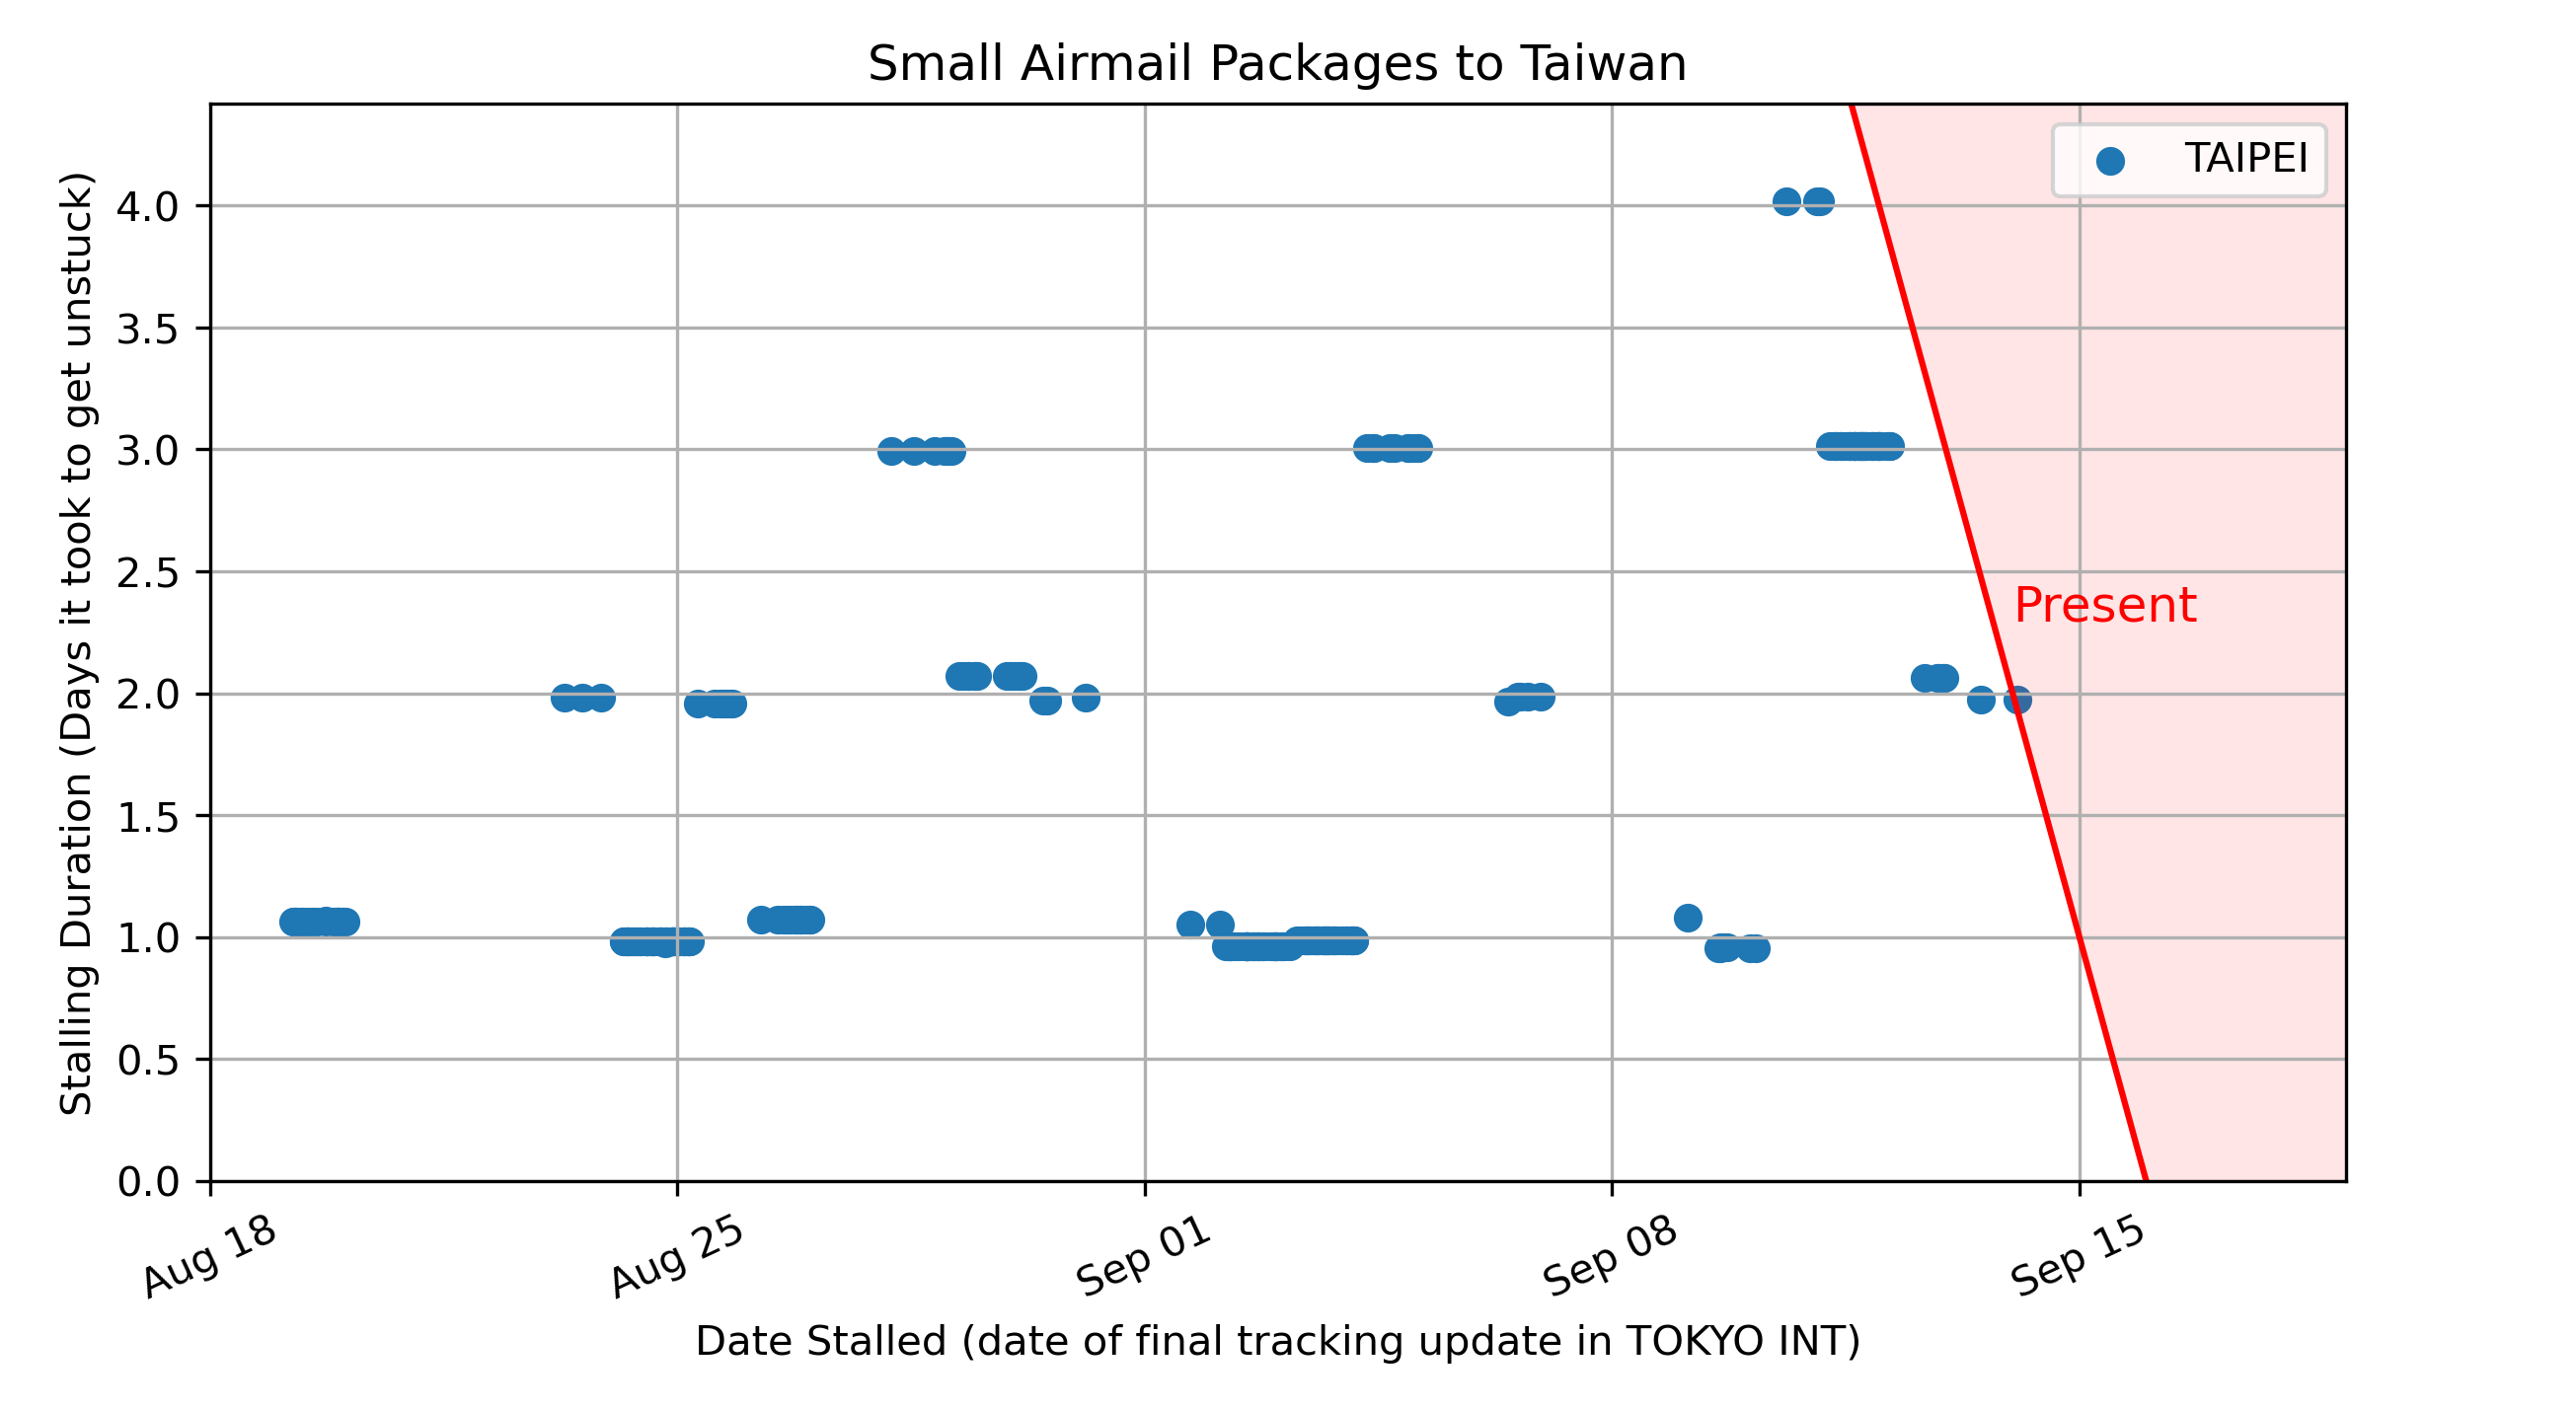 Small Airmail Packages to Taiwan
TAIPEI
Stalling Duration (Days it took to get unstuck)
4.0
3.5
3.0
2.5
2.0
1.5
1.0
0.5
0.0
Present
Aug 18
Aug 25
Sep 01
Sep 08
Sep 15
Date Stalled (date of final tracking update in TOKYO INT)